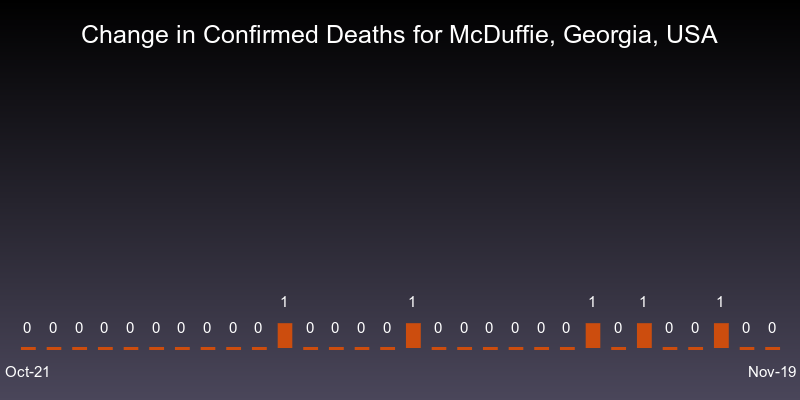 Change in Confirmed Deaths for McDuffie, Georgia, USA
1 1 1 1 1
0 0 0 0 0 0 0 0 0 0 0 0 0 0 0 0 0 0 0 0 0 0 0 0 0
Oct-21 Nov-19